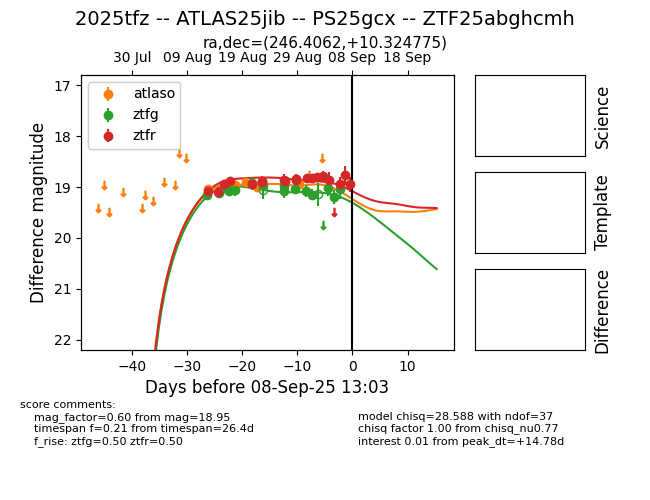 2025tfz -- ATLAS25jib -- PS25gcx -- ZTF25abghcmh
ra,dec=(246.4062,+10.324775)
30 Jul 09 Aug 19 Aug 29 Aug 08 Sep 18 Sep
atlaso
ztfg
ztfr
17
18
19
20
21
22
Difference magnitude
−40 −30 −20 −10 0 10
Days before 08-Sep-25 13:03
Science
Template
Difference
score comments:
mag_factor=0.60 from mag=18.95
timespan f=0.21 from timespan=26.4d
f_rise: ztfg=0.50 ztfr=0.50
model chisq=28.588 with ndof=37
chisq factor 1.00 from chisq_nu0.77
interest 0.01 from peak_dt=+14.78d